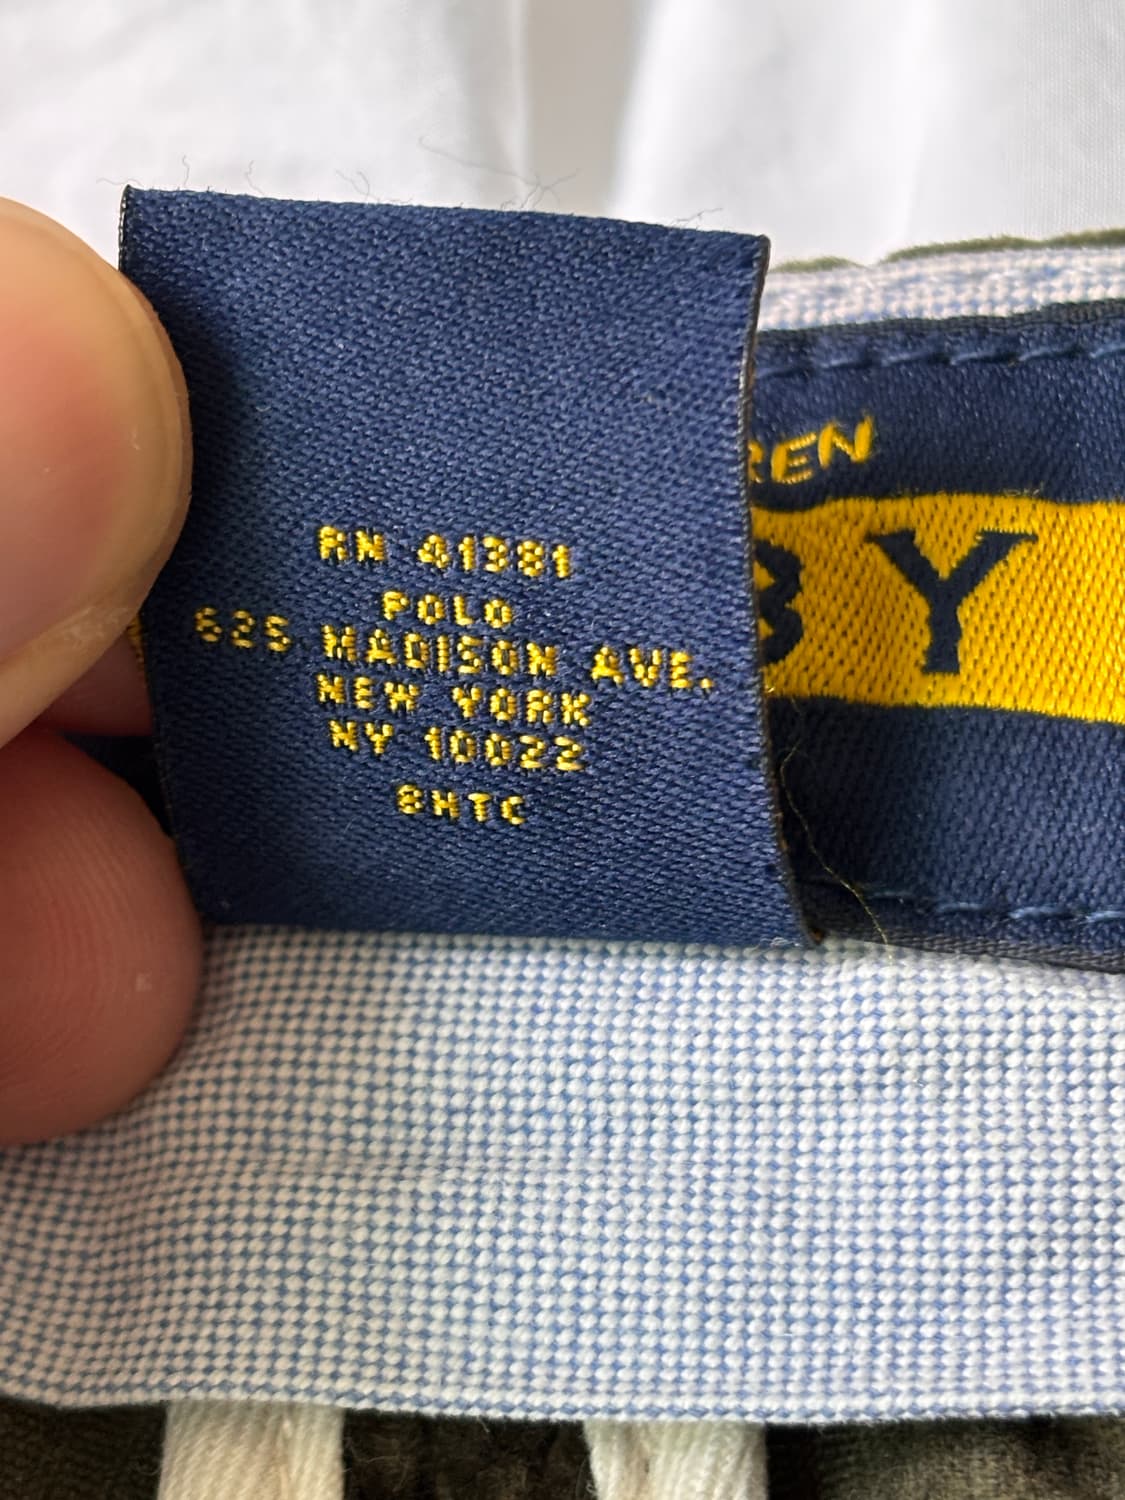 RN 41381
POLO
625 MADISON AVE.
NEW YORK
NY 10022
8HTC
REN
BY